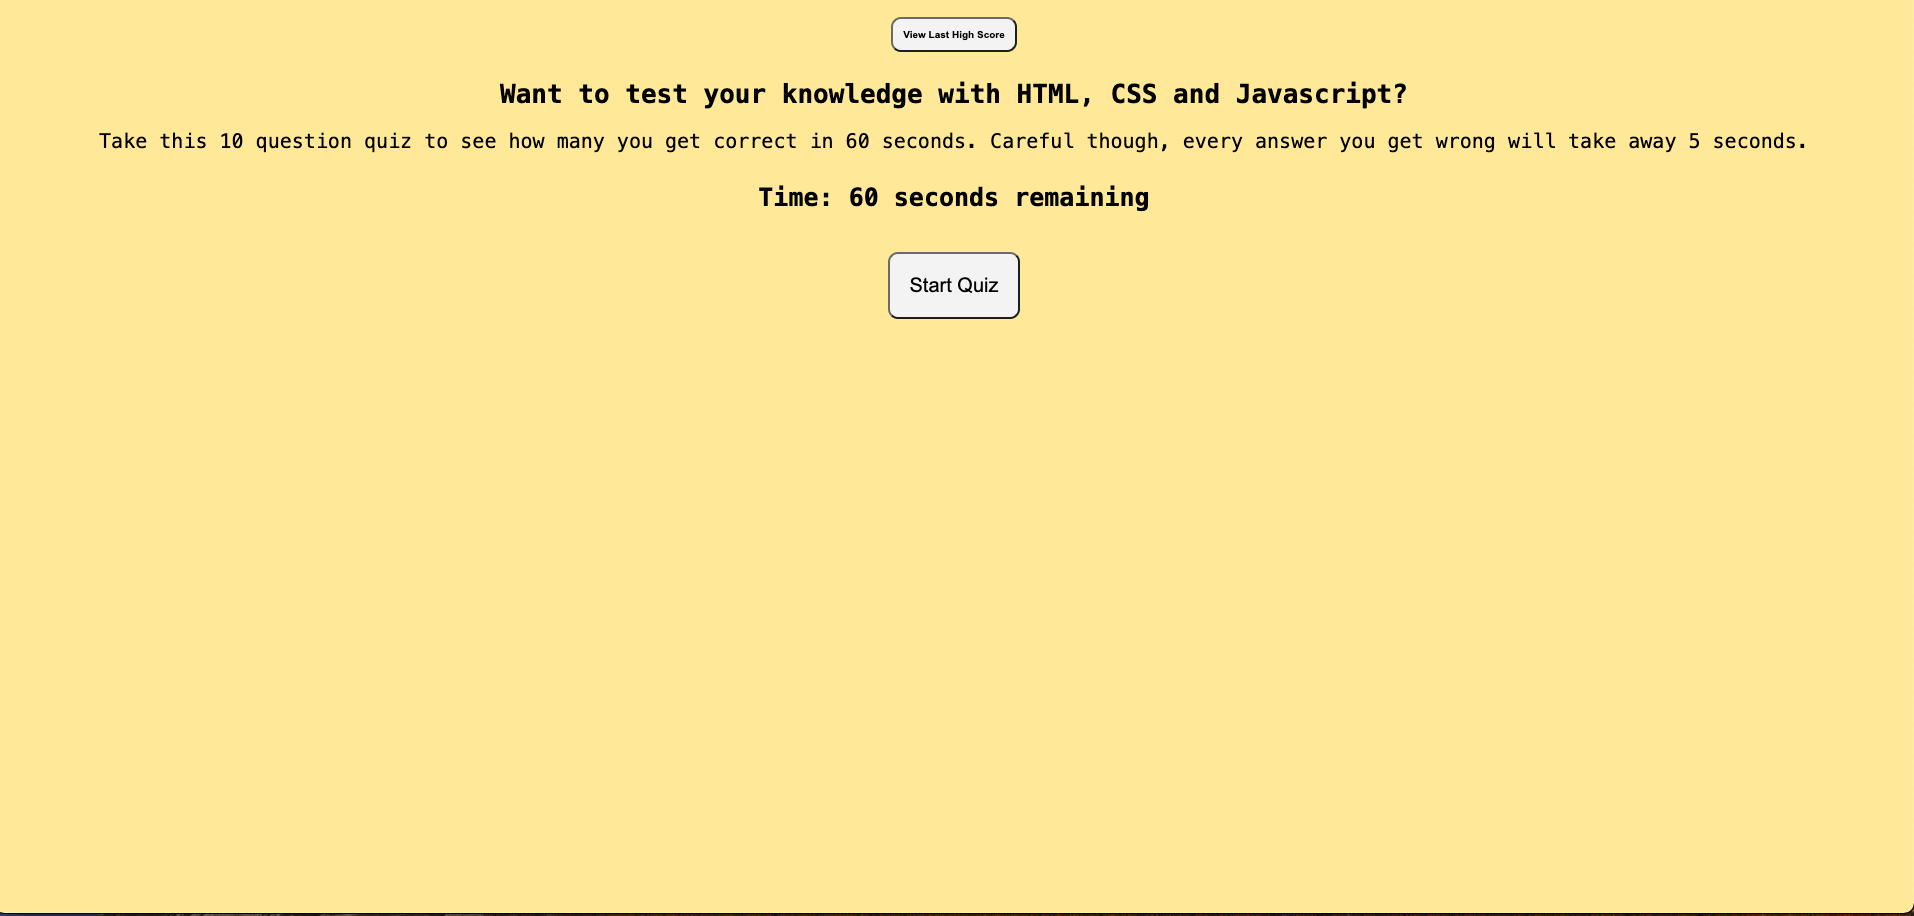 View Last High Score
Want to test your knowledge with HTML, CSS and Javascript?
Take this 10 question quiz to see how many you get correct in 60 seconds. Careful though, every answer you get wrong will take away 5 seconds.
Time: 60 seconds remaining
Start Quiz